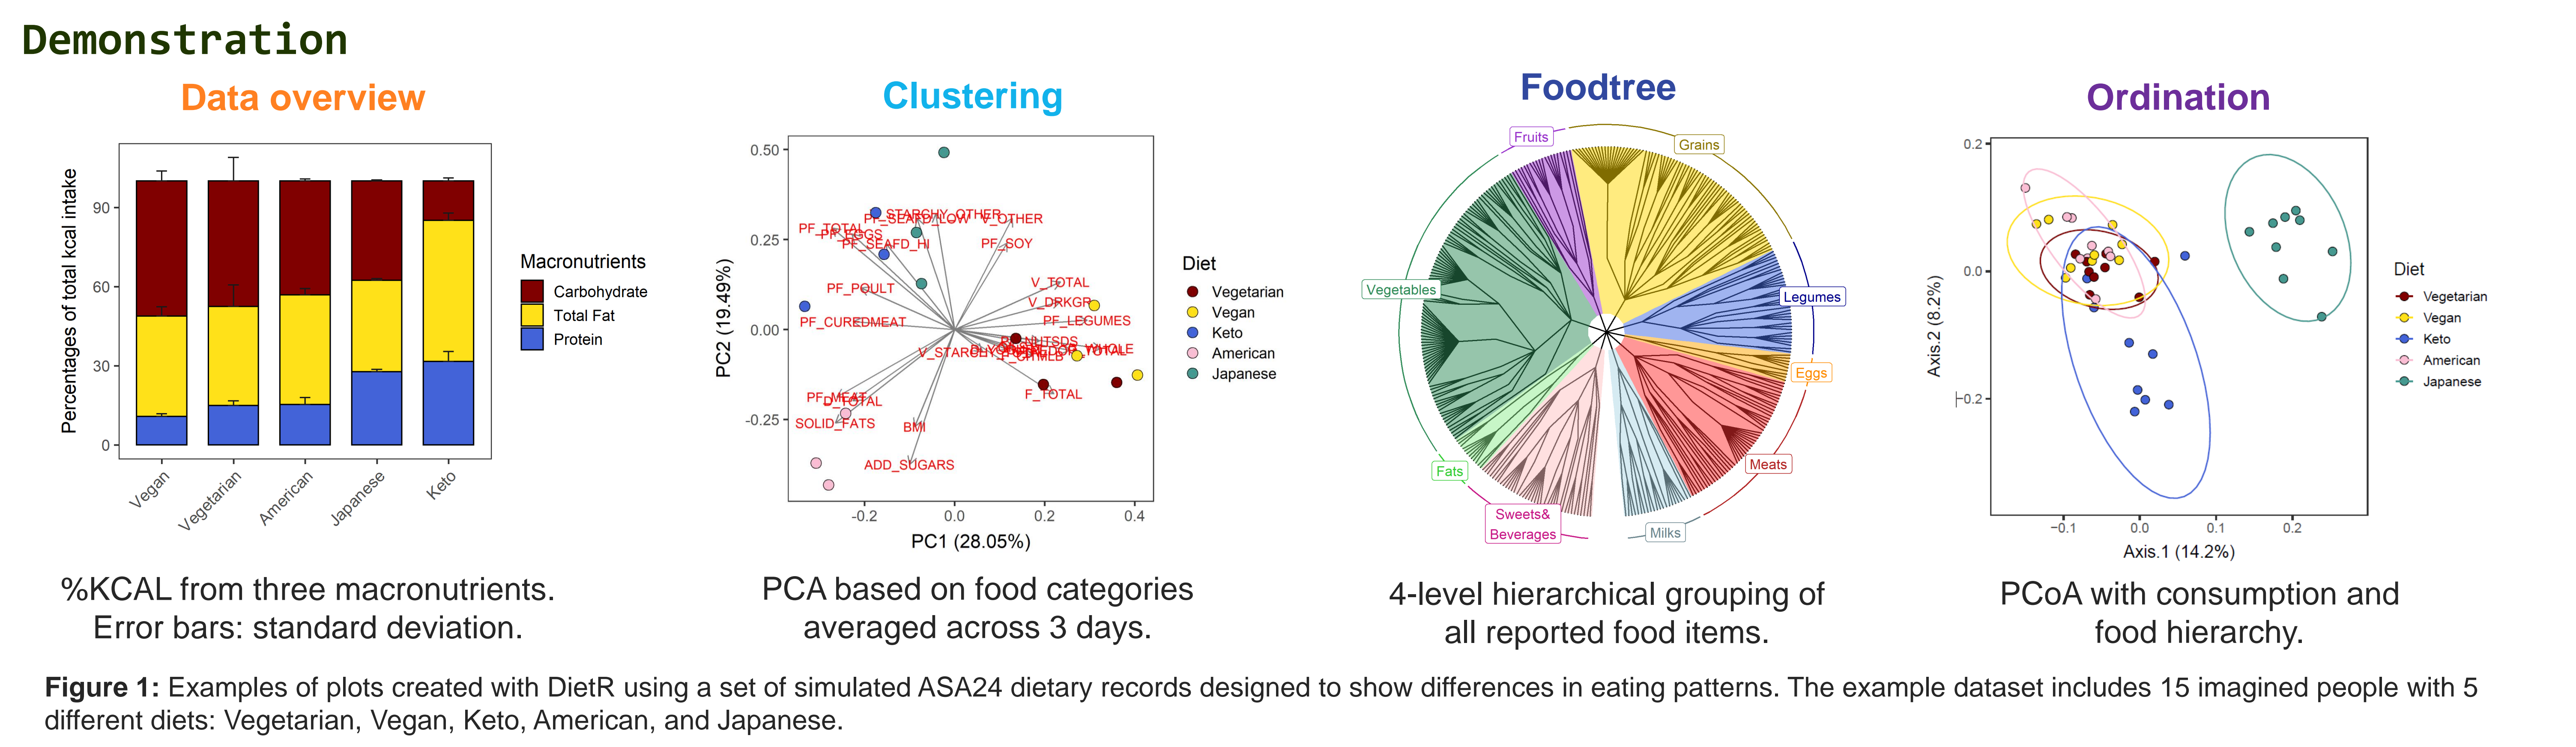 Demonstration
Data overview
Percentages of total kcal intake
90
60
30
0
Vegan
Vegetarian
American
Japanese
Keto
Macronutrients
Carbohydrate
Total Fat
Protein
%KCAL from three macronutrients.
Error bars: standard deviation.
Clustering
PC2 (19.49%)
0.50
0.25
0.00
-0.25
STARCHY_OTHER
PF_SEAFD_LOW
V_OTHER
PF_TOTAL
PF_EGGS
PF_SEAFD_HI
PF_SOY
PF_POULT
V_TOTAL
V_DRKGR
PF_CUREDMEAT
PF_LEGUMES
F_TOTAL
PF_MEAT
D_TOTAL
SOLID_FATS
BMI
ADD_SUGARS
-0.2
0.0
0.2
0.4
PC1 (28.05%)
Diet
Vegetarian
Vegan
Keto
American
Japanese
PCA based on food categories
averaged across 3 days.
Foodtree
Fruits
Grains
Vegetables
Legumes
Eggs
Fats
Meats
Sweets&
Beverages
Milks
4-level hierarchical grouping of
all reported food items.
Ordination
Axis.2 (8.2%)
0.2
0.0
0.2
−0.1
0.0
0.1
0.2
Axis.1 (14.2%)
Diet
Vegetarian
Vegan
Keto
American
Japanese
PCoA with consumption and
food hierarchy.
Figure 1: Examples of plots created with DietR using a set of simulated ASA24 dietary records designed to show differences in eating patterns. The example dataset includes 15 imagined people with 5
different diets: Vegetarian, Vegan, Keto, American, and Japanese.